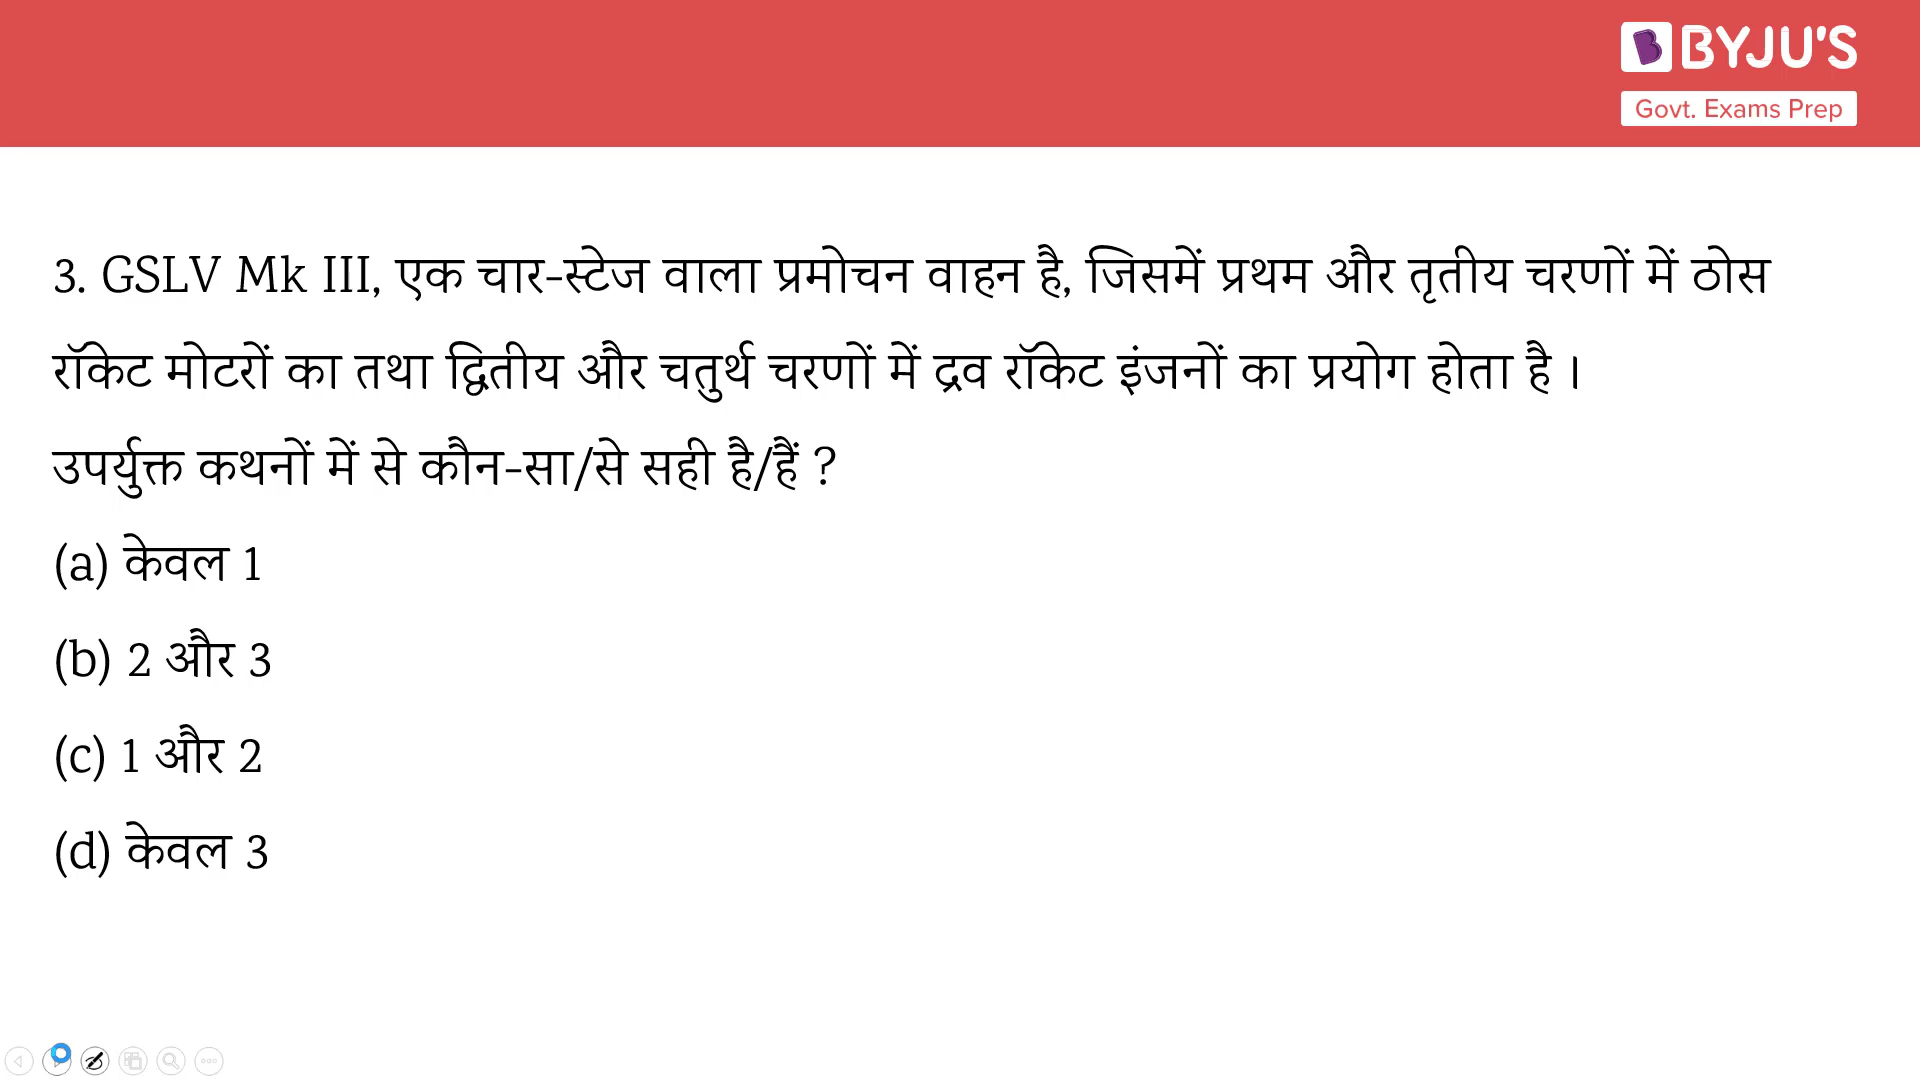 BYJU'S
Govt. Exams Prep
3. GSLV Mk III, एक चार-स्टेज वाला प्रमोचन वाहन है, जिसमें प्रथम और तृतीय चरणों में ठोस
रॉकेट मोटरों का तथा द्वितीय और चतुर्थ चरणों में द्रव रॉकेट इंजनों का प्रयोग होता है ।
उपर्युक्त कथनों में से कौन-सा/से सही है/हैं ?
(a) केवल 1
(b) 2 और 3
(c) 1 और 2
(d) केवल 3